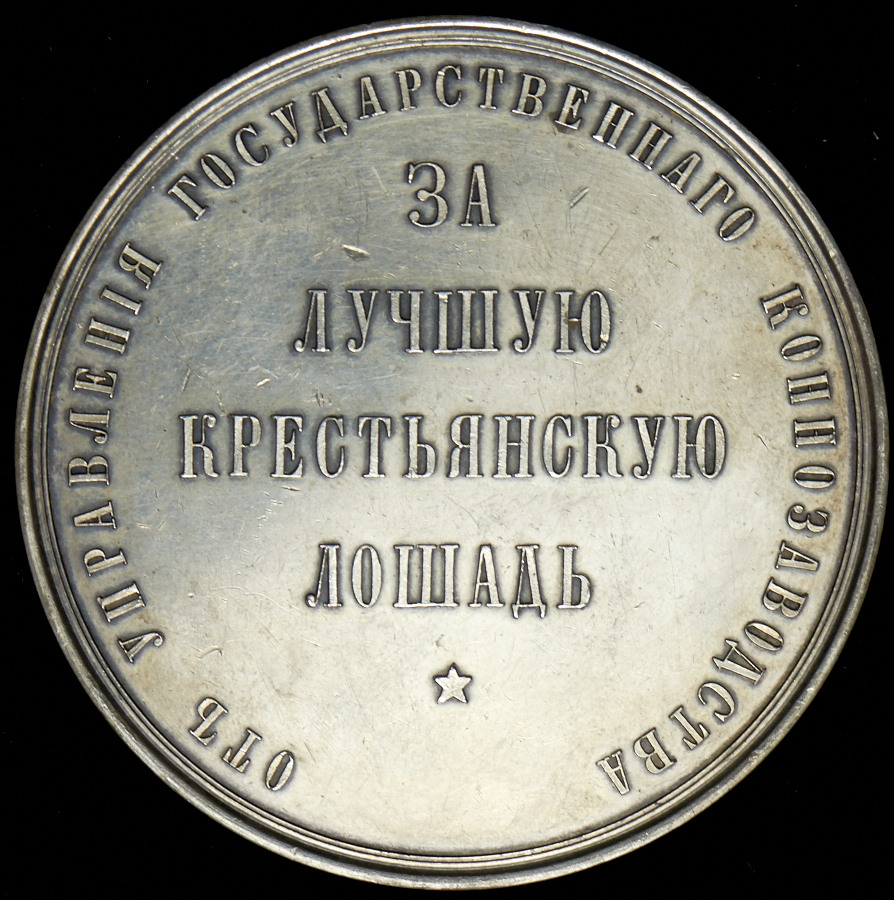 ОТЪ УПРАВЛЕНІЯ ГОСУДАРСТВЕННАГО КОННОЗАВОДСТВА
ЗА
ЛУЧШУЮ
КРЕСТЬЯНСКУЮ
ЛОШАДЬ